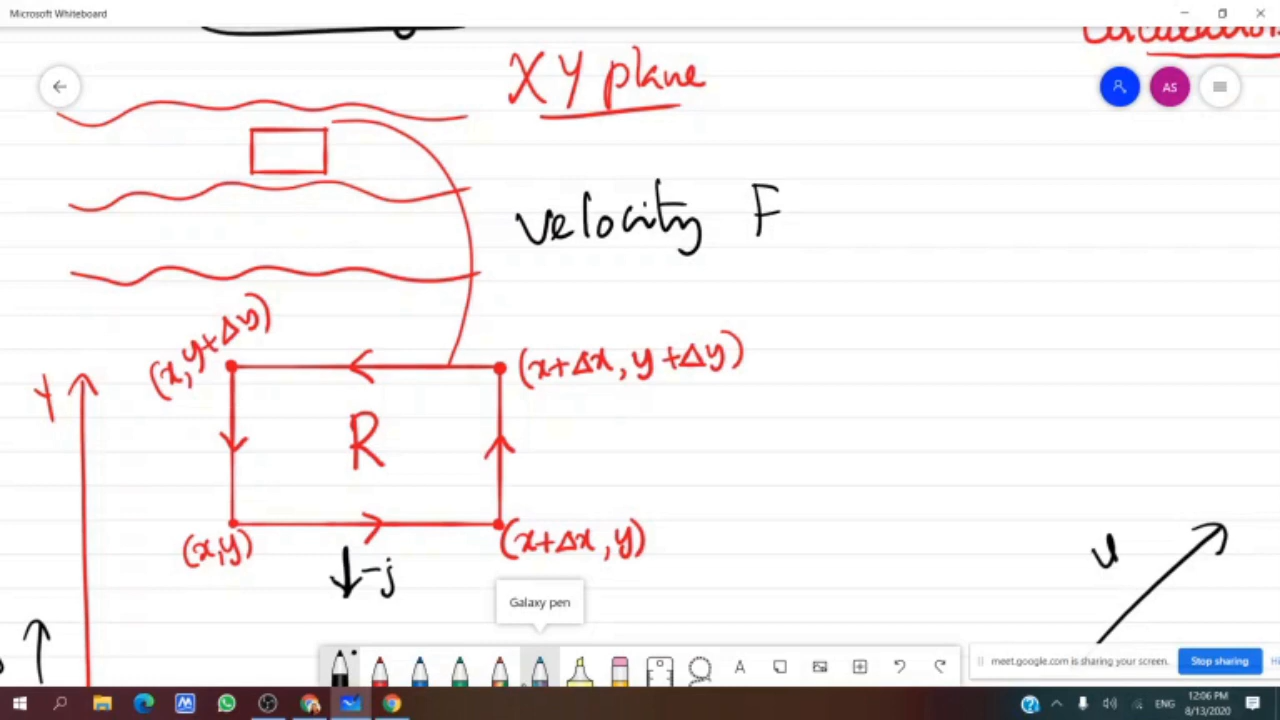 Microsoft Whiteboard
XY plane
AS
velocity F
(x, y+Δy)
(x+Δx, y+Δy)
Y
R
(x,y)
(x+Δx, y)
-j
u
Galaxy pen
A
meet.google.com is sharing your screen.
Stop sharing
Hi
12:06 PM
ENG
8/13/2020